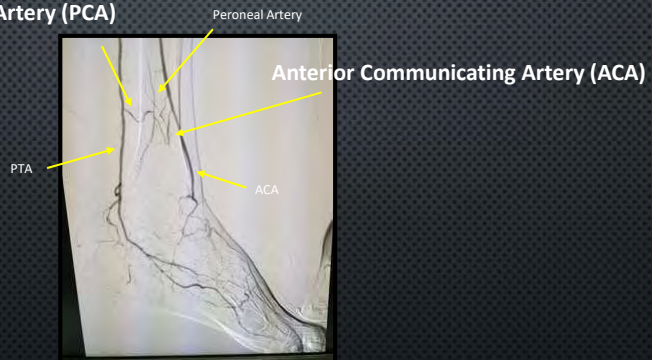 Artery (PCA)
Peroneal Artery
Anterior Communicating Artery (ACA)
PTA
ACA